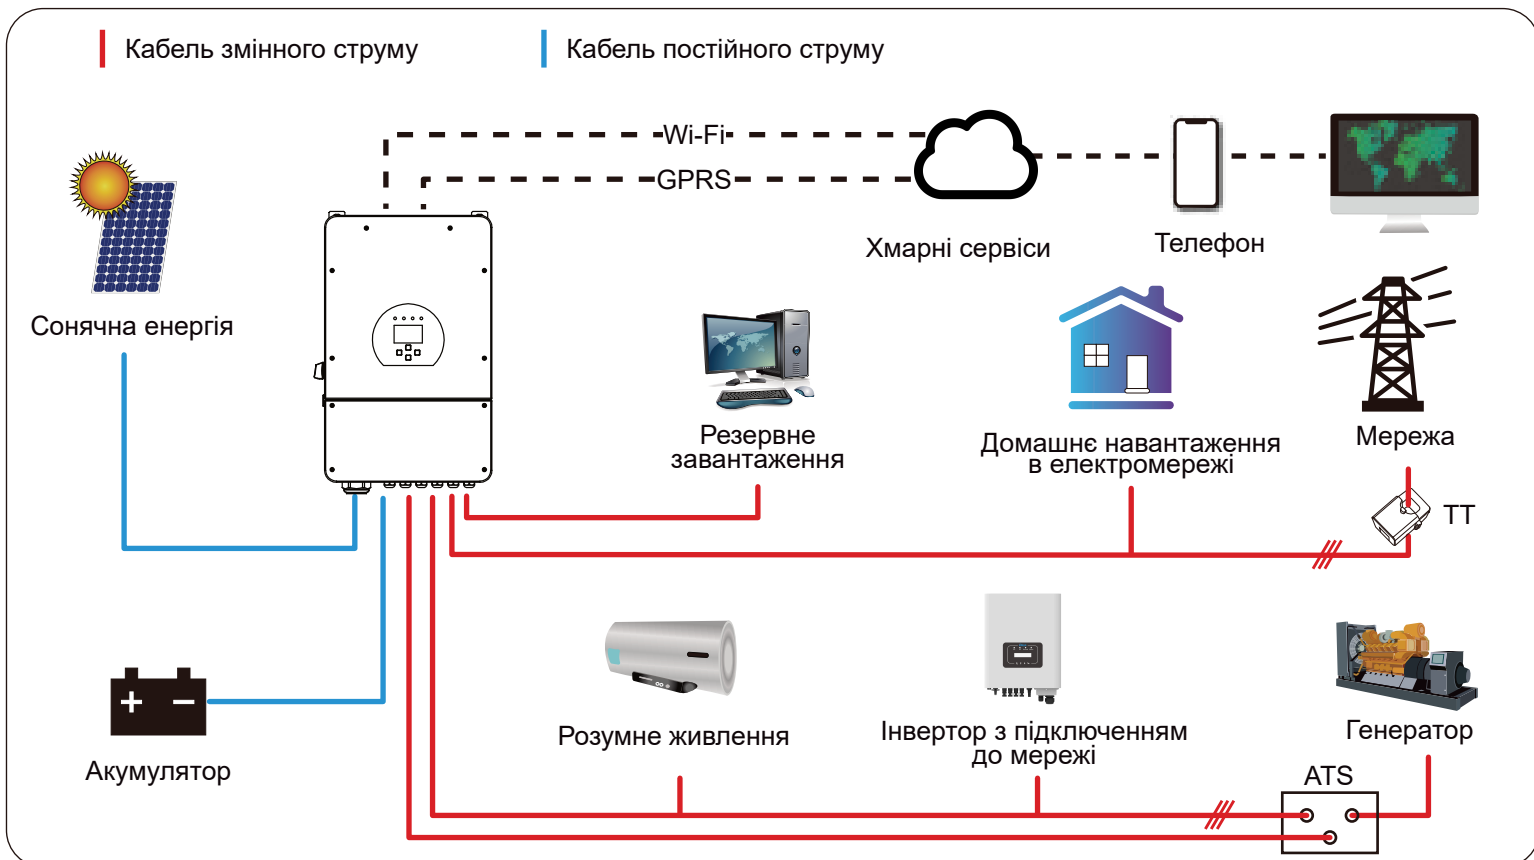 Кабель змінного струму
Кабель постійного струму
Wi-Fi
GPRS
Хмарні сервіси
Телефон
Сонячна енергія
Резервне
завантаження
Домашнє навантаження
в електромережі
Мережа
ТТ
Акумулятор
Розумне живлення
Інвертор з підключенням
до мережі
Генератор
ATS